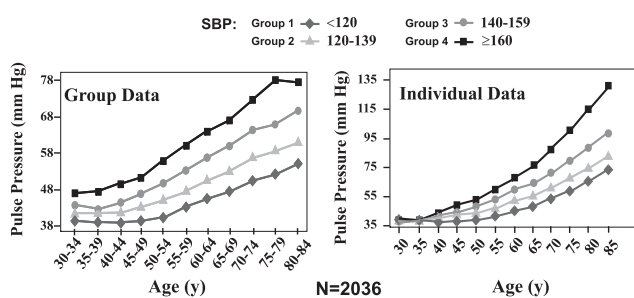 SBP: Group 1 <120 Group 3 140-159
Group 2 120-139 Group 4 ≥160
Group Data
Pulse Pressure (mm Hg)
78
68
58
48
38
30-34 35-39 40-44 45-49 50-54 55-59 60-64 65-69 70-74 75-79 80-84
Age (y)
Individual Data
Pulse Pressure (mm Hg)
135
115
95
75
55
35
30 35 40 45 50 55 60 65 70 75 80 85
Age (y)
N=2036